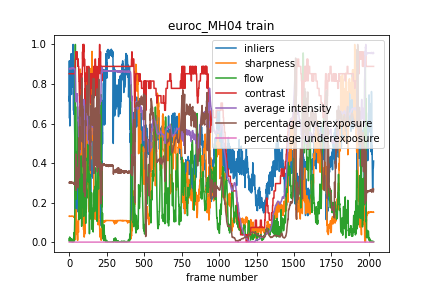 euroc_MH04 train
1.0
0.8
0.6
0.4
0.2
0.0
inliers
sharpness
flow
contrast
average intensity
percentage overexposure
percentage underexposure
0 250 500 750 1000 1250 1500 1750 2000
frame number